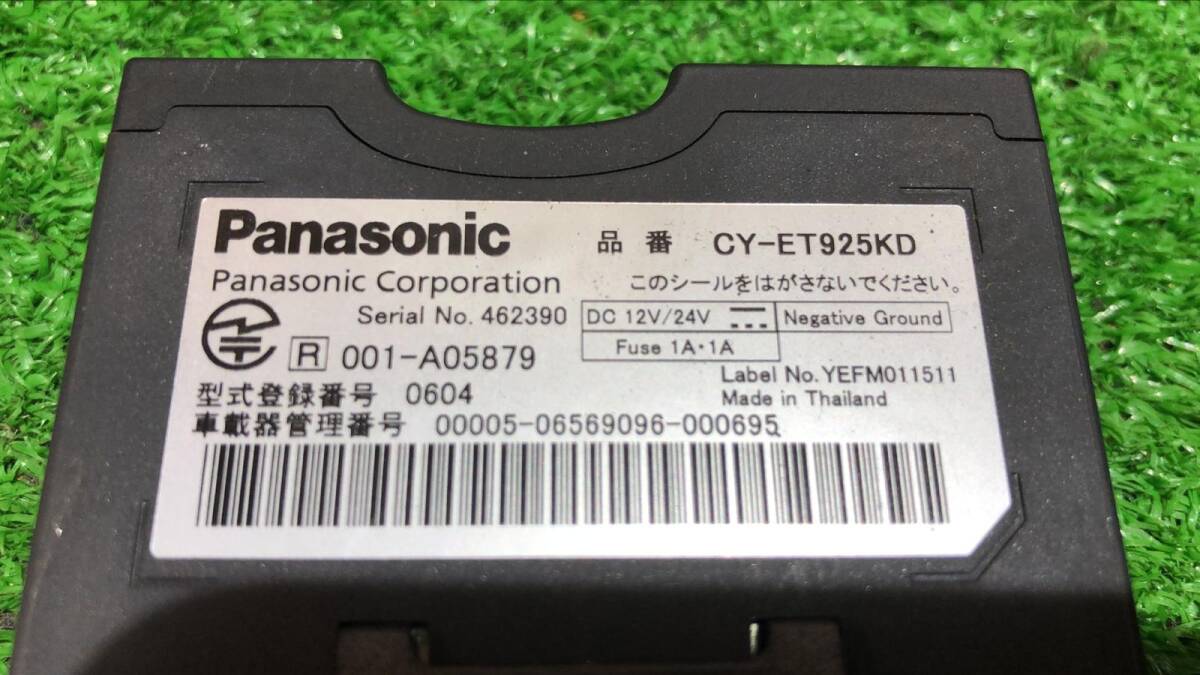 Panasonic 品番 CY-ET925KD
Panasonic Corporation このシールをはがさないでください。
Serial No. 462390 DC 12V/24V Negative Ground
R 001-A05879 Fuse 1A・1A
Label No. YEFM011511
型式登録番号 0604 Made in Thailand
車載器管理番号 00005-06569096-000695